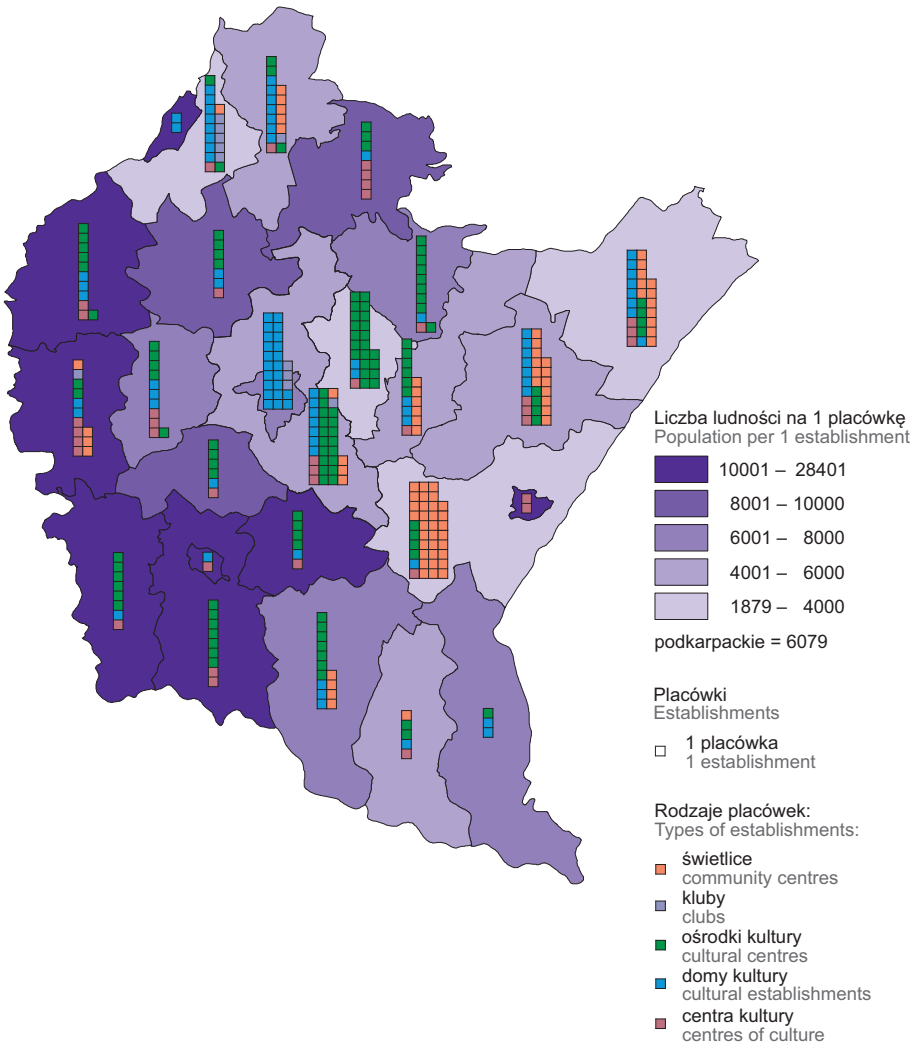 Liczba ludności na 1 placówkę
Population per 1 establishment
10001 – 28401
8001 – 10000
6001 – 8000
4001 – 6000
1879 – 4000
podkarpackie = 6079
Placówki
Establishments
1 placówka
1 establishment
Rodzaje placówek:
Types of establishments:
świetlice
community centres
kluby
clubs
ośrodki kultury
cultural centres
domy kultury
cultural establishments
centra kultury
centres of culture